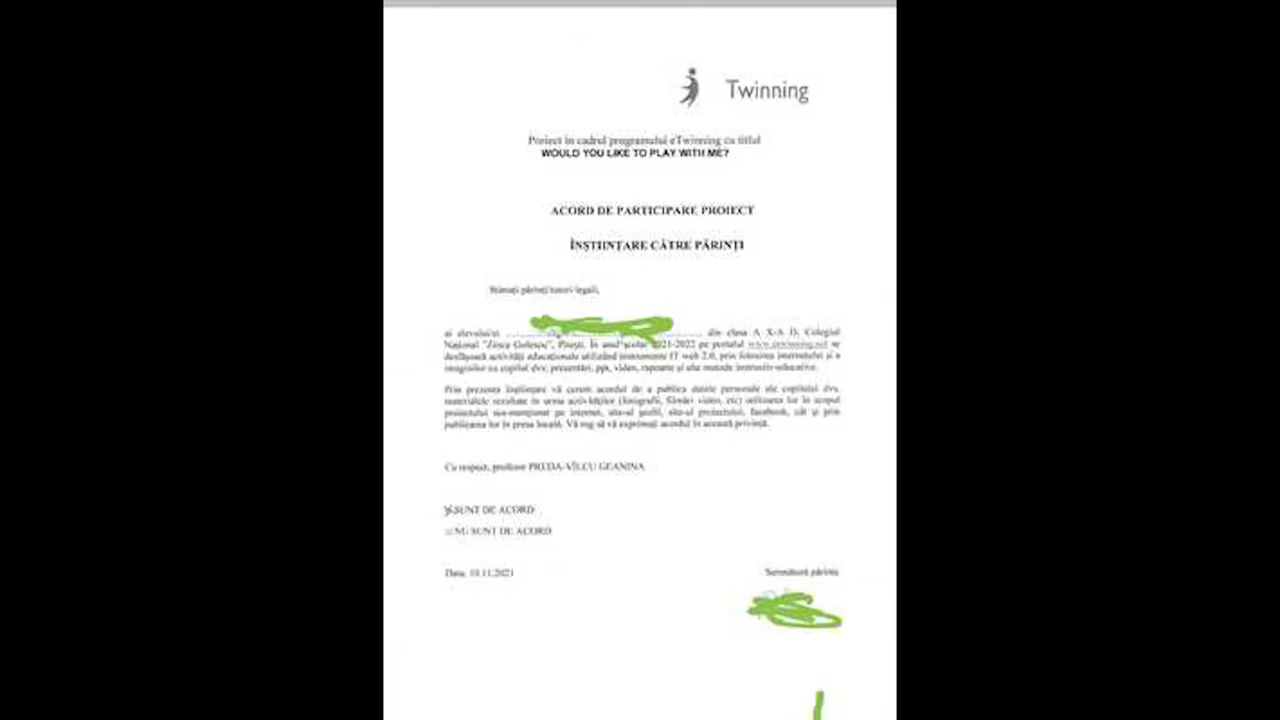 Twinning
Proiect în cadrul programului eTwinning cu titlul
WOULD YOU LIKE TO PLAY WITH ME?
ACORD DE PARTICIPARE PROIECT
ÎNȘTIINȚARE CĂTRE PĂRINȚI
Stimați părinți/tutori legali,
ai elevului/ei din clasa A X-A D, Colegiul
Național "Zinca Golescu", Pitești. În anul școlar 2021-2022 pe portalul www.etwinning.net se
desfășoară activități educaționale utilizând instrumente IT web 2.0, prin folosirea internetului și a
imaginilor cu copilul dvs, prezentări, ppt, video, rapoarte și alte metode instructiv-educative.
Prin prezenta înștiințare vă cerem acordul de a publica datele personale ale copilului dvs,
materialele rezultate în urma activităților (fotografii, filmări video, etc) utilizarea lor în scopul
proiectului sus-menționat pe internet, site-ul școlii, site-ul proiectului, facebook, cât și prin
publicarea lor în presa locală. Vă rog să vă exprimați acordul în această privință.
Cu respect, profesor PREDA-VÎLCU GEANINA
SUNT DE ACORD
NU SUNT DE ACORD
Data: 10.11.2021 Semnătură părinte